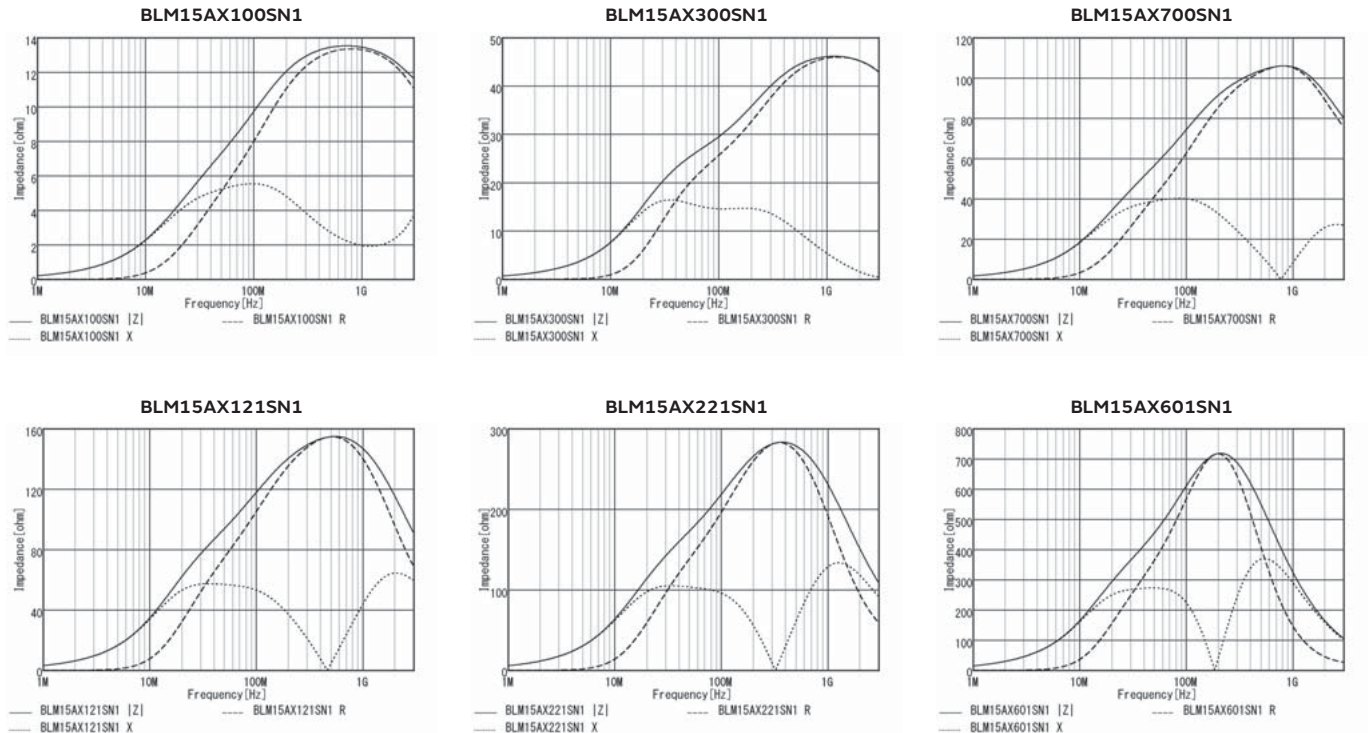 BLM15AX100SN1
Impedance[ohm]
14
12
10
8
6
4
2
0
1M 10M 100M 1G
Frequency[Hz]
BLM15AX100SN1 |Z| BLM15AX100SN1 R
BLM15AX100SN1 X
BLM15AX300SN1
Impedance[ohm]
50
40
30
20
10
0
1M 10M 100M 1G
Frequency[Hz]
BLM15AX300SN1 |Z| BLM15AX300SN1 R
BLM15AX300SN1 X
BLM15AX700SN1
Impedance[ohm]
120
100
80
60
40
20
0
1M 10M 100M 1G
Frequency[Hz]
BLM15AX700SN1 |Z| BLM15AX700SN1 R
BLM15AX700SN1 X
BLM15AX121SN1
Impedance[ohm]
160
120
80
40
0
1M 10M 100M 1G
Frequency[Hz]
BLM15AX121SN1 |Z| BLM15AX121SN1 R
BLM15AX121SN1 X
BLM15AX221SN1
Impedance[ohm]
300
200
100
0
1M 10M 100M 1G
Frequency[Hz]
BLM15AX221SN1 |Z| BLM15AX221SN1 R
BLM15AX221SN1 X
BLM15AX601SN1
Impedance[ohm]
800
700
600
500
400
300
200
100
0
1M 10M 100M 1G
Frequency[Hz]
BLM15AX601SN1 |Z| BLM15AX601SN1 R
BLM15AX601SN1 X